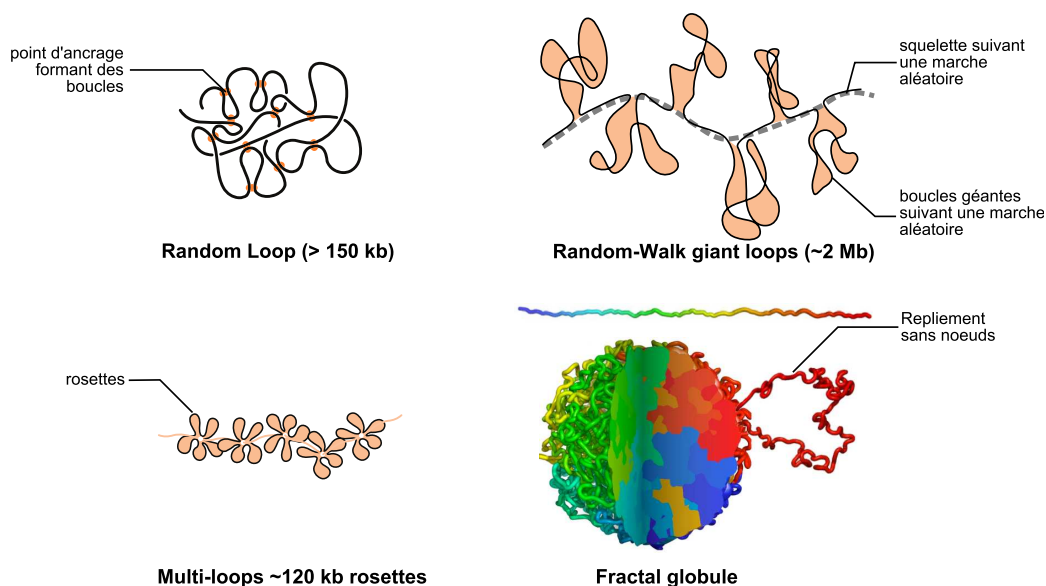 point d'ancrage
formant des
boucles
Random Loop (> 150 kb)
squelette suivant
une marche
aléatoire
boucles géantes
suivant une marche
aléatoire
Random-Walk giant loops (~2 Mb)
rosettes
Multi-loops ~120 kb rosettes
Repliement
sans noeuds
Fractal globule